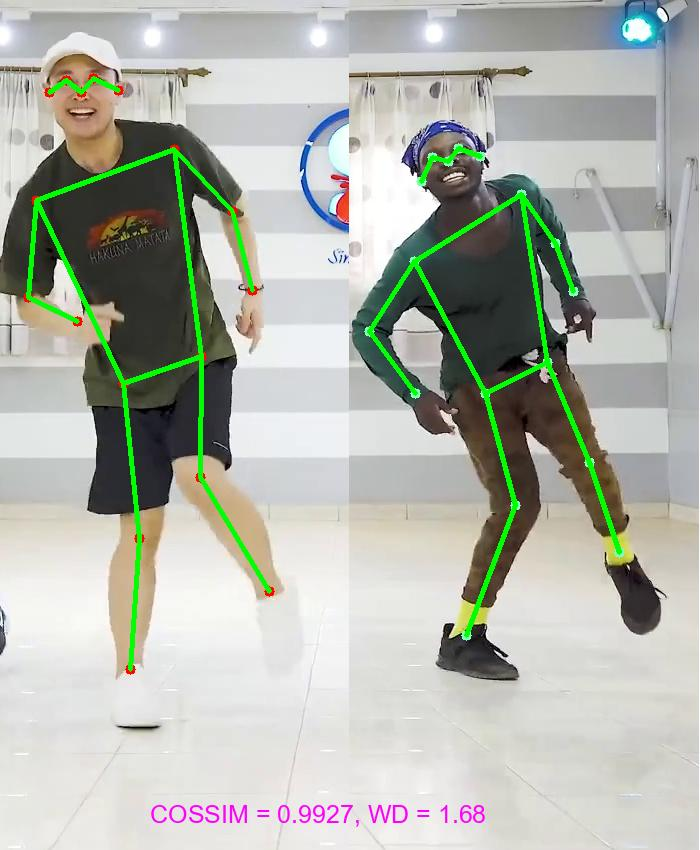 HAKUNA MATATA
COSSIM = 0.9927, WD = 1.68